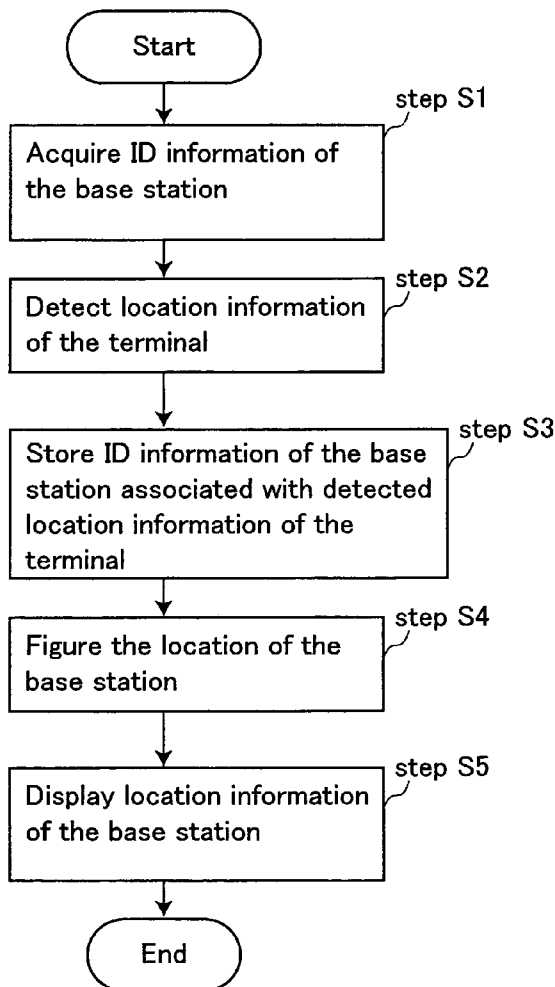 Start
step S1
Acquire ID information of
the base station
step S2
Detect location information
of the terminal
step S3
Store ID information of the base
station associated with detected
location information of the
terminal
step S4
Figure the location of the
base station
step S5
Display location information
of the base station
End